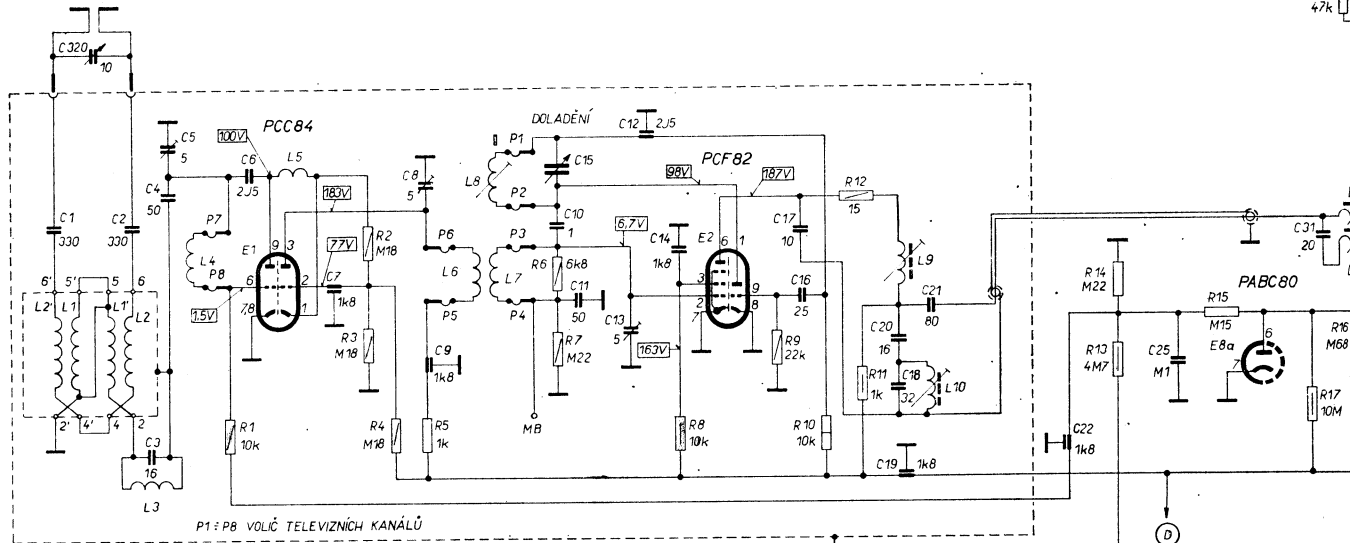 47k
C320
10
DOLADĚNÍ
C12 2J5
C5
5
PCC84
100V
C6
2J5
L5
C4
50
P1
C15
L8
P2
C8
5
PCF82
98V
187V
R12
15
C1
330
C2
330
P7
L4
P8
183V
9 3
E1
R2
M18
77V
C10
1
6,7V
C14
1k8
E2
6 1
C17
10
L9
C31
20
P6
L6
P5
P3
L7
P4
R6
6k8
C11
50
6
2
C7
1k8
7,8
1
1.5V
3
2
7
9
8
C16
25
C21
80
R14
M22
R15
M15
PABC80
6' 5' 5 6
L2' L1 L1' L2
R3
M18
C13
5
163V
R7
M22
R9
22k
C20
16
E8a
6
7
R16
M68
C9
1k8
R11
1k
C18
32
L10
R13
4M7
C25
M1
R17
10M
2' 4' 4 2
R1
10k
R4
M18
R5
1k
MB
R8
10k
R10
10k
C22
1k8
C3
16
L3
C19
1k8
P1 ÷ P8 VOLIČ TELEVIZNÍCH KANÁLŮ
D